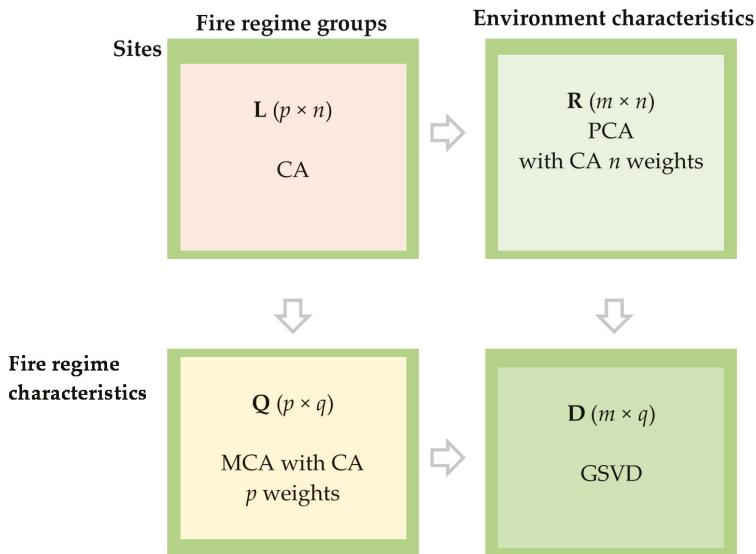 Fire regime groups
Environment characteristics
Sites
L (p × n)
CA
R (m × n)
PCA
with CA n weights
Fire regime
characteristics
Q (p × q)
MCA with CA
p weights
D (m × q)
GSVD